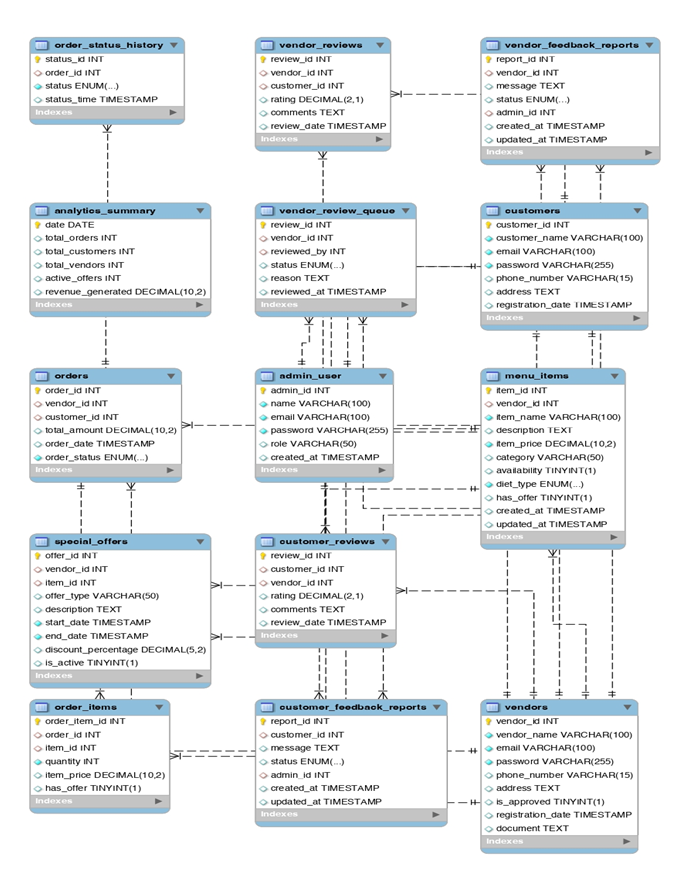 order_status_history
status_id INT
order_id INT
status ENUM(...)
status_time TIMESTAMP
Indexes
vendor_reviews
review_id INT
vendor_id INT
customer_id INT
rating DECIMAL(2,1)
comments TEXT
review_date TIMESTAMP
Indexes
vendor_feedback_reports
report_id INT
vendor_id INT
message TEXT
status ENUM(...)
admin_id INT
created_at TIMESTAMP
updated_at TIMESTAMP
Indexes
analytics_summary
date DATE
total_orders INT
total_customers INT
total_vendors INT
active_offers INT
revenue_generated DECIMAL(10,2)
Indexes
vendor_review_queue
review_id INT
vendor_id INT
reviewed_by INT
status ENUM(...)
reason TEXT
reviewed_at TIMESTAMP
Indexes
customers
customer_id INT
customer_name VARCHAR(100)
email VARCHAR(100)
password VARCHAR(255)
phone_number VARCHAR(15)
address TEXT
registration_date TIMESTAMP
Indexes
orders
order_id INT
vendor_id INT
customer_id INT
total_amount DECIMAL(10,2)
order_date TIMESTAMP
order_status ENUM(...)
Indexes
admin_user
admin_id INT
name VARCHAR(100)
email VARCHAR(100)
password VARCHAR(255)
role VARCHAR(50)
created_at TIMESTAMP
Indexes
menu_items
item_id INT
vendor_id INT
item_name VARCHAR(100)
description TEXT
item_price DECIMAL(10,2)
category VARCHAR(50)
availability TINYINT(1)
diet_type ENUM(...)
has_offer TINYINT(1)
created_at TIMESTAMP
updated_at TIMESTAMP
Indexes
special_offers
offer_id INT
vendor_id INT
item_id INT
offer_type VARCHAR(50)
description TEXT
start_date TIMESTAMP
end_date TIMESTAMP
discount_percentage DECIMAL(5,2)
is_active TINYINT(1)
Indexes
customer_reviews
review_id INT
customer_id INT
vendor_id INT
rating DECIMAL(2,1)
comments TEXT
review_date TIMESTAMP
Indexes
order_items
order_item_id INT
order_id INT
item_id INT
quantity INT
item_price DECIMAL(10,2)
has_offer TINYINT(1)
Indexes
customer_feedback_reports
report_id INT
customer_id INT
message TEXT
status ENUM(...)
admin_id INT
created_at TIMESTAMP
updated_at TIMESTAMP
Indexes
vendors
vendor_id INT
vendor_name VARCHAR(100)
email VARCHAR(100)
password VARCHAR(255)
phone_number VARCHAR(15)
address TEXT
is_approved TINYINT(1)
registration_date TIMESTAMP
document TEXT
Indexes